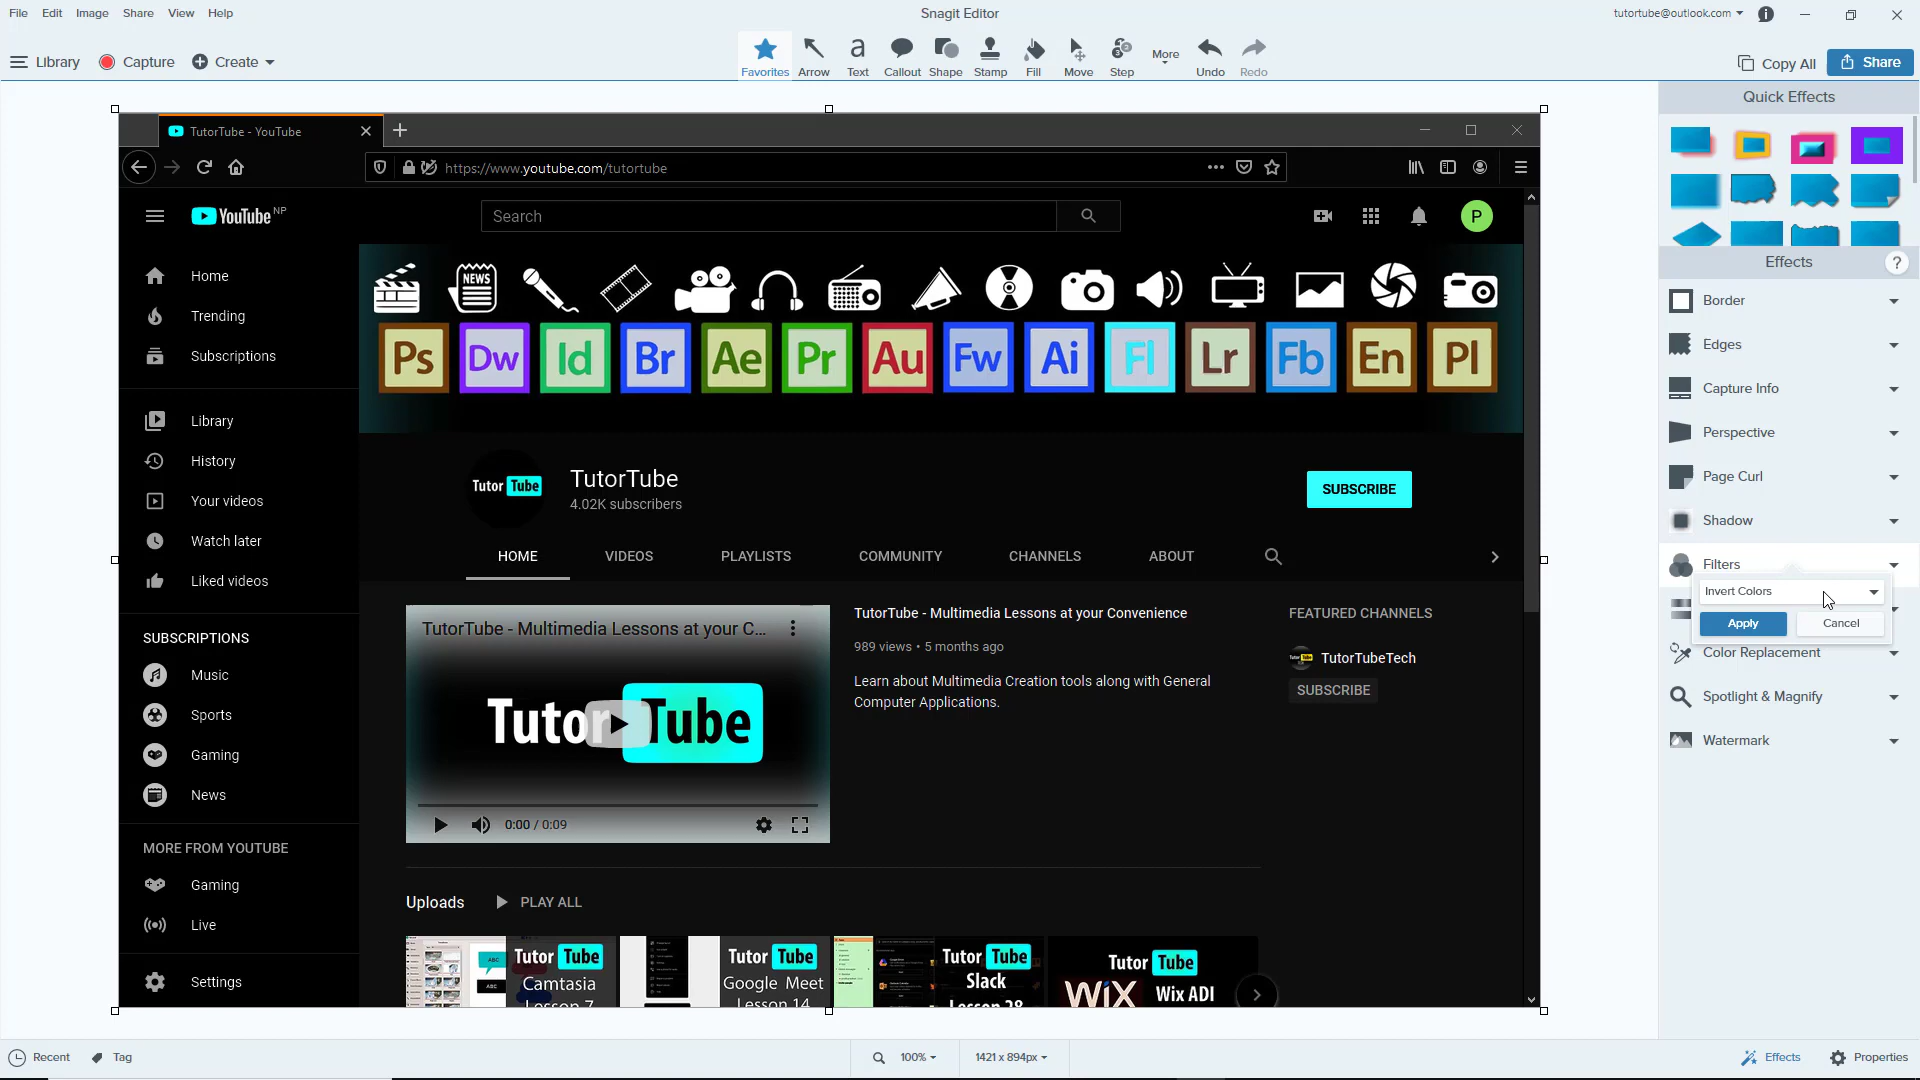 File Edit Image Share View Help
Snagit Editor
tutortube@outlook.com
Library Capture Create
Favorites Arrow Text Callout Shape Stamp Fill Move Step More Undo Redo
Copy All Share
TutorTube - YouTube
https://www.youtube.com/tutortube
YouTube NP
Search
P
Home
Trending
Subscriptions
Library
History
Your videos
Watch later
Liked videos
SUBSCRIPTIONS
Music
Sports
Gaming
News
MORE FROM YOUTUBE
Gaming
Live
Settings
NEWS
Ps Dw Id Br Ae Pr Au Fw Ai Fl Lr Fb En Pl
Tutor Tube
TutorTube
4.02K subscribers
SUBSCRIBE
HOME VIDEOS PLAYLISTS COMMUNITY CHANNELS ABOUT
TutorTube - Multimedia Lessons at your C...
Tutor Tube
0:00 / 0:09
TutorTube - Multimedia Lessons at your Convenience
989 views • 5 months ago
Learn about Multimedia Creation tools along with General
Computer Applications.
FEATURED CHANNELS
TutorTubeTech
SUBSCRIBE
Uploads PLAY ALL
ABC
ABC
Tutor Tube
Camtasia
Lesson 7
Tutor Tube
Google Meet
Lesson 14
Tutor Tube
Slack
Lesson 28
Tutor Tube
WIX Wix ADI
Quick Effects
Effects ?
Border
Edges
Capture Info
Perspective
Page Curl
Shadow
Filters
Invert Colors
Apply Cancel
Color Replacement
Spotlight & Magnify
Watermark
Recent Tag
100%
1421 x 894px
Effects Properties